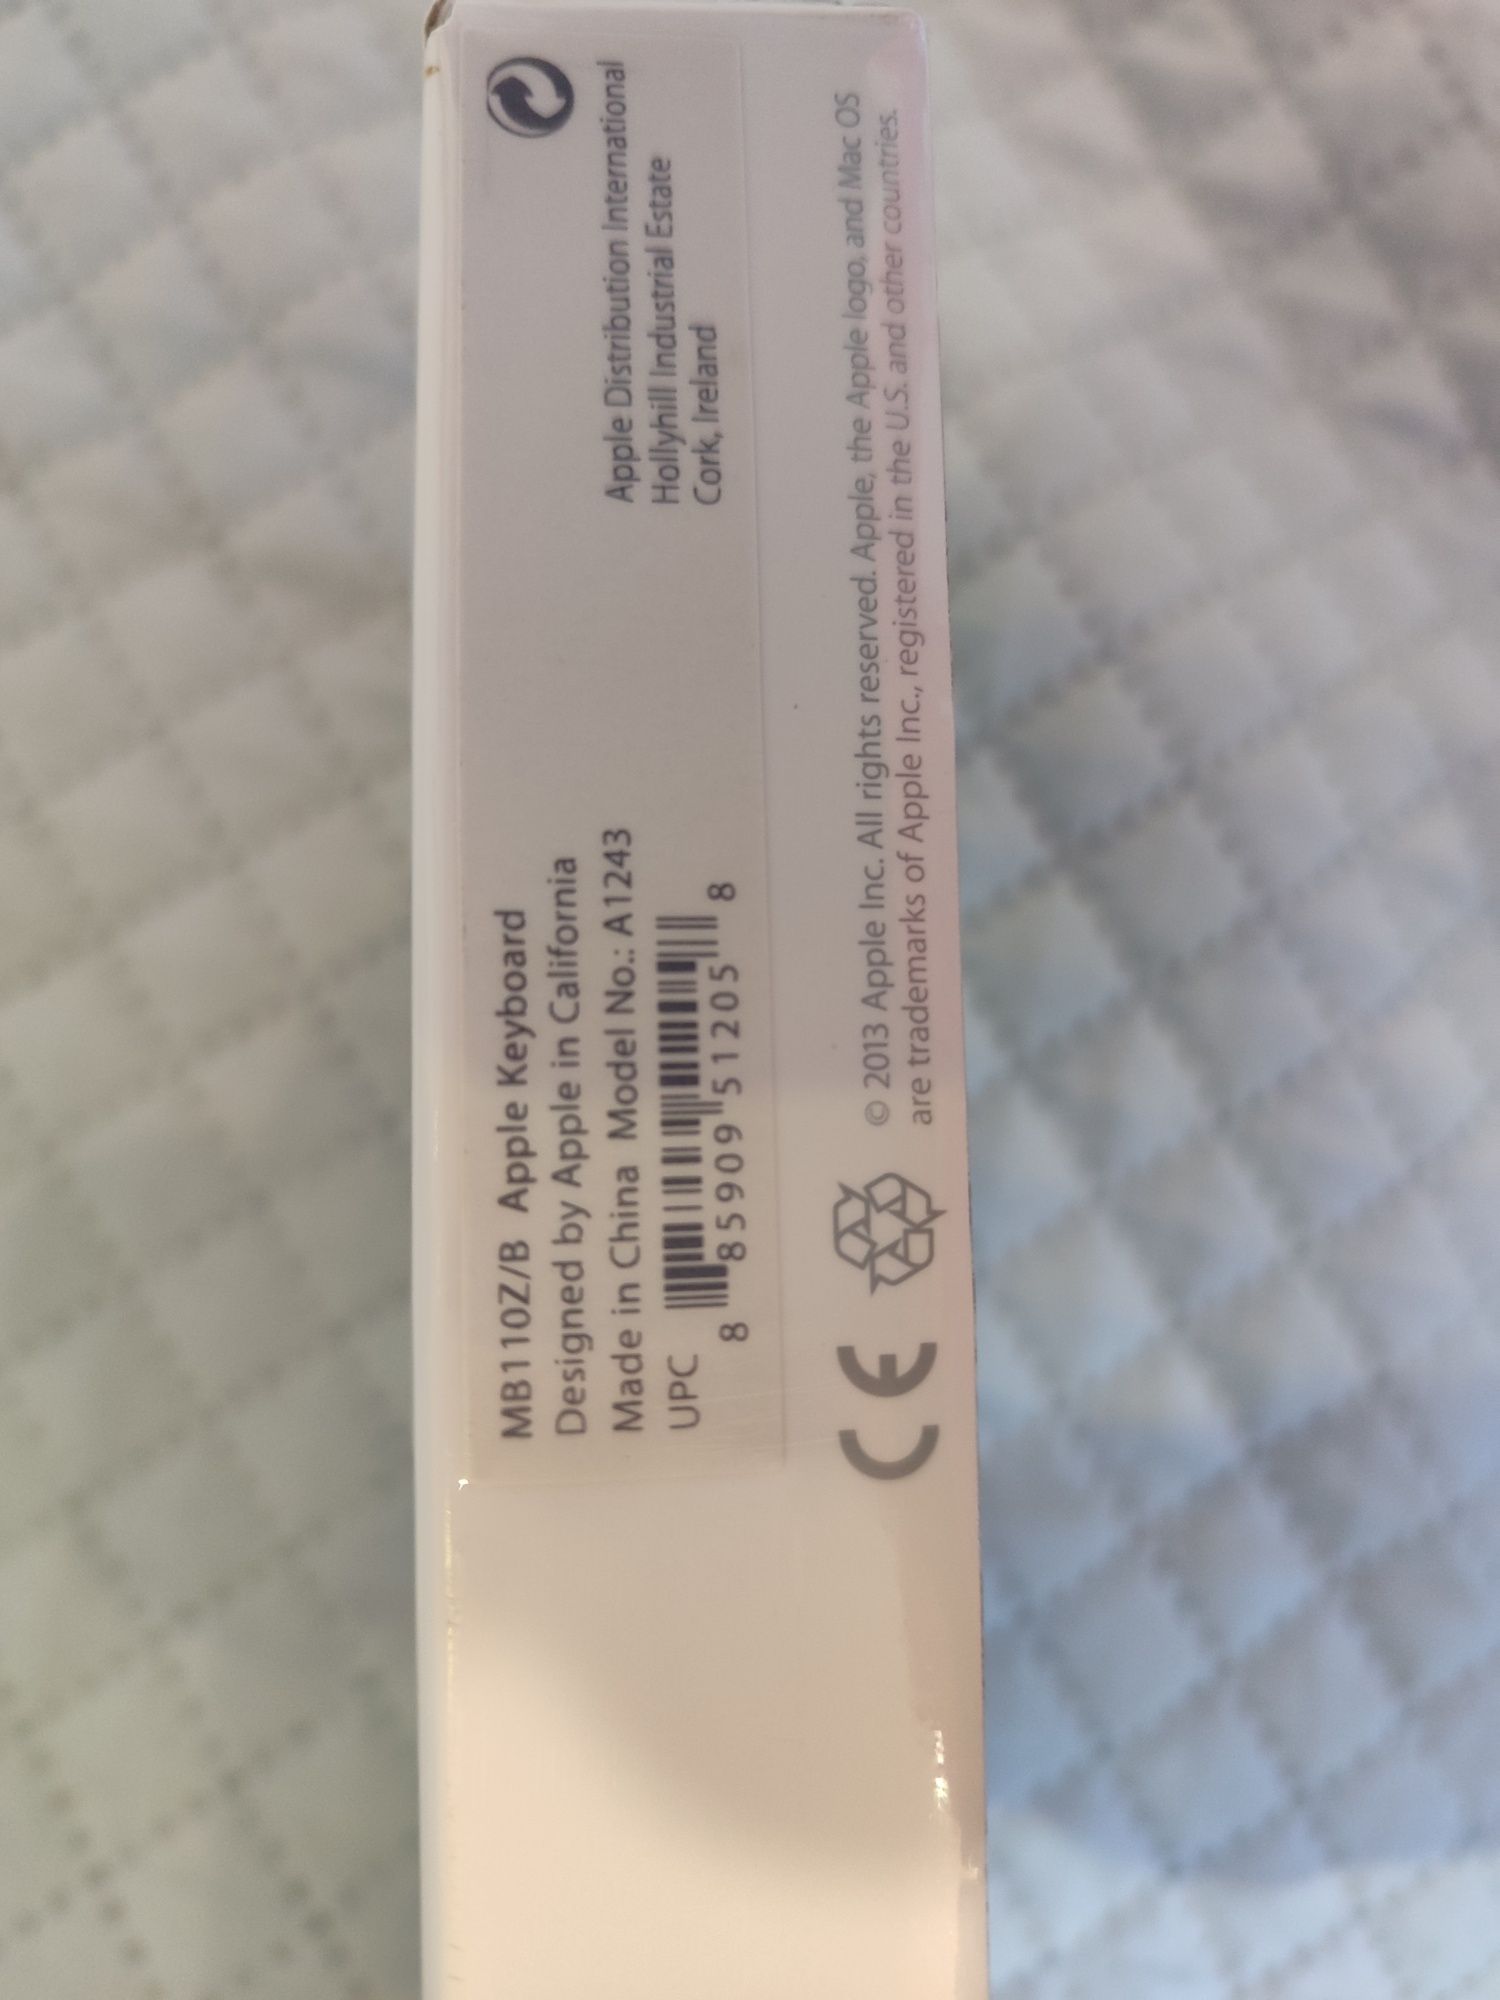 MB110Z/B Apple Keyboard
Designed by Apple in California
Made in China Model No.: A1243
UPC
8 85909 51205 8
Apple Distribution International
Hollyhill Industrial Estate
Cork, Ireland
CE
© 2013 Apple Inc. All rights reserved. Apple, the Apple logo, and Mac OS
are trademarks of Apple Inc., registered in the U.S. and other countries.